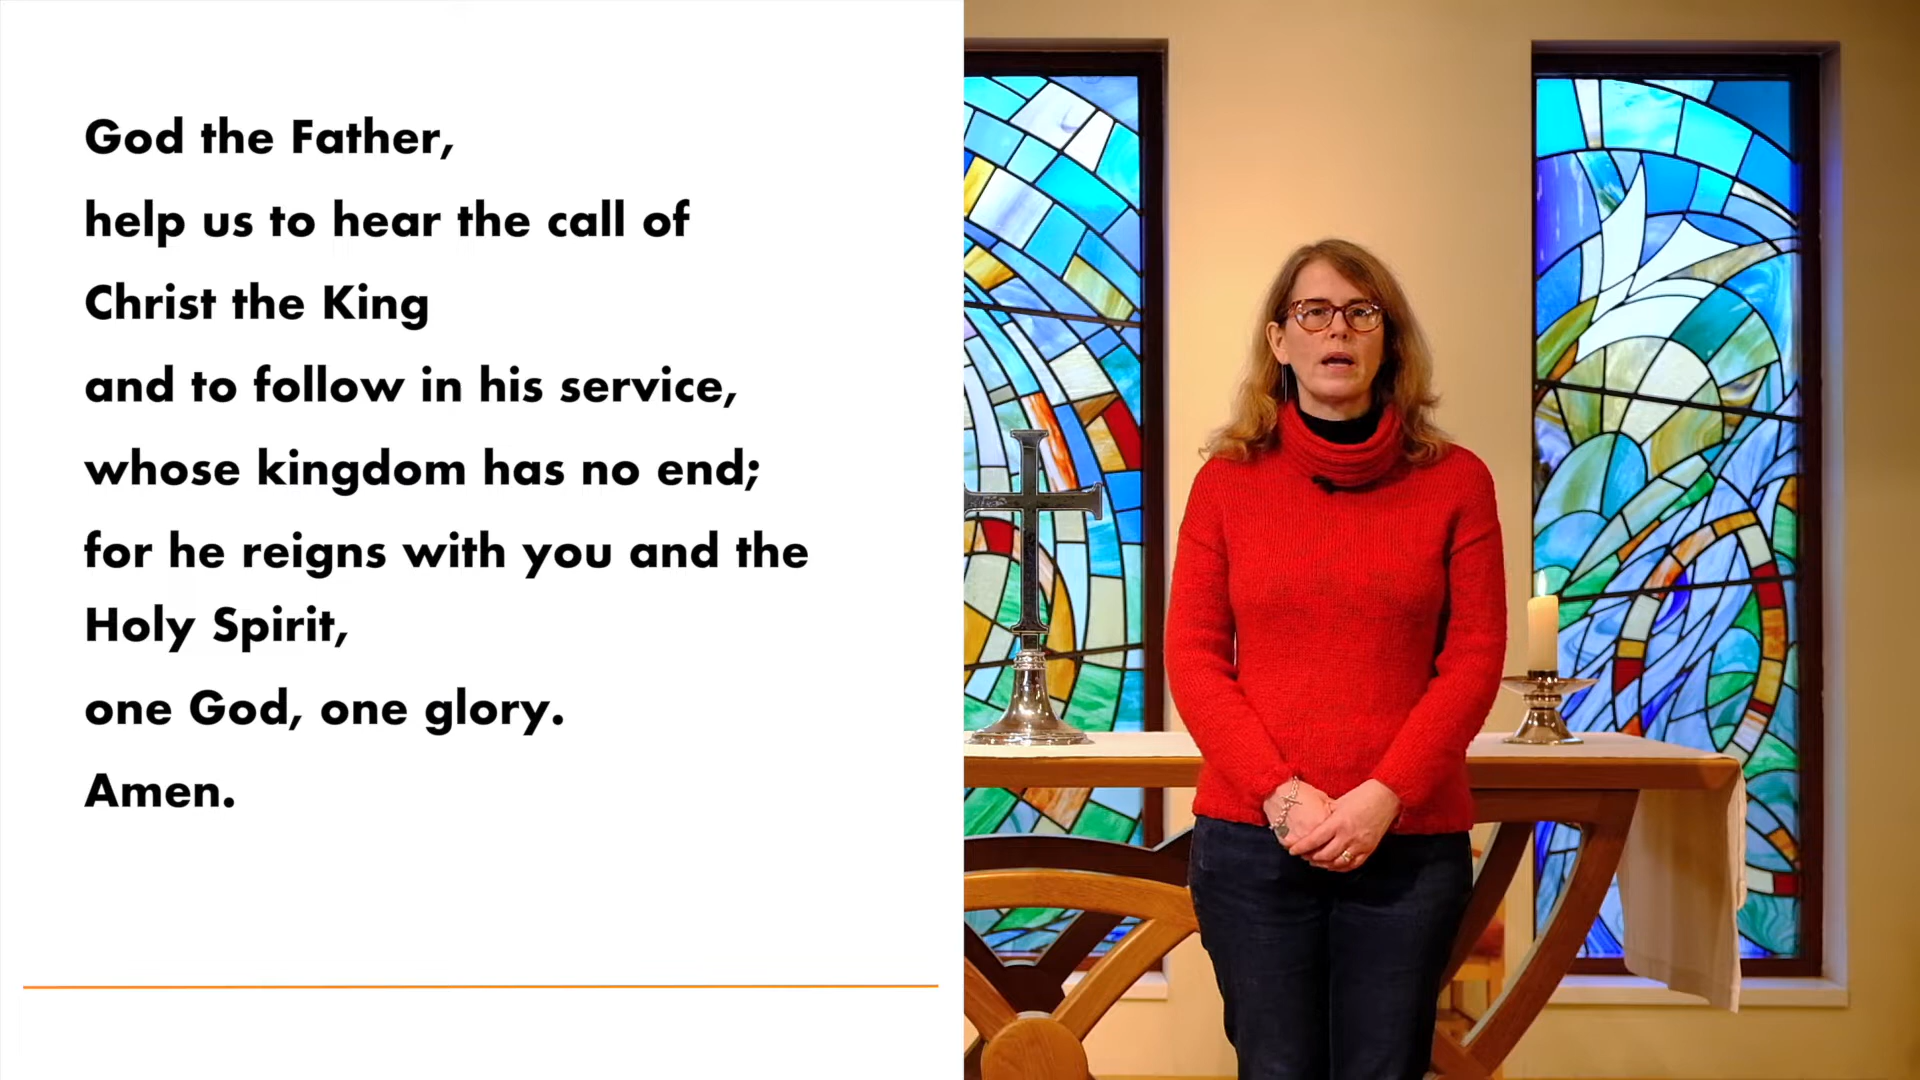 God the Father,
help us to hear the call of
Christ the King
and to follow in his service,
whose kingdom has no end;
for he reigns with you and the
Holy Spirit,
one God, one glory.
Amen.